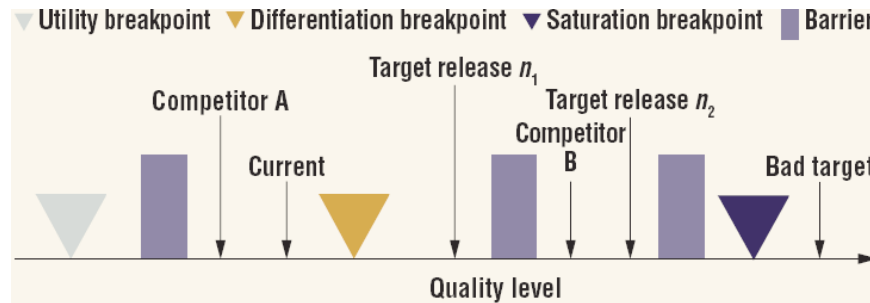 Utility breakpoint Differentiation breakpoint Saturation breakpoint Barrier
Target release n₁
Competitor A
Target release n₂
Competitor
B
Current
Bad target
Quality level